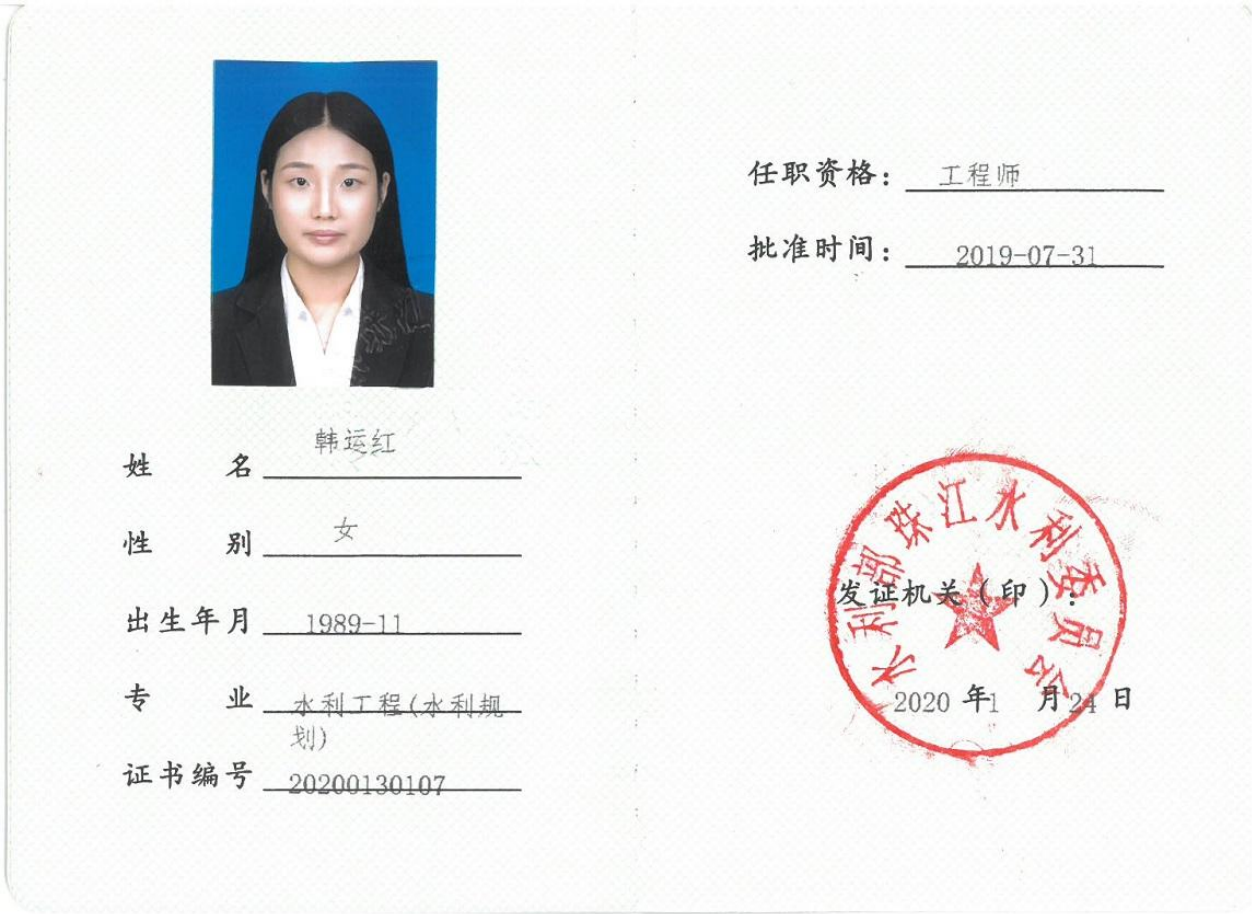 姓 名 韩运红
性 别 女
出生年月 1989-11
专 业 水利工程(水利规
划)
证书编号 20200130107
任职资格： 工程师
批准时间： 2019-07-31
水利部珠江水利委员会
发证机关（印）：
2020 年1 月24 日